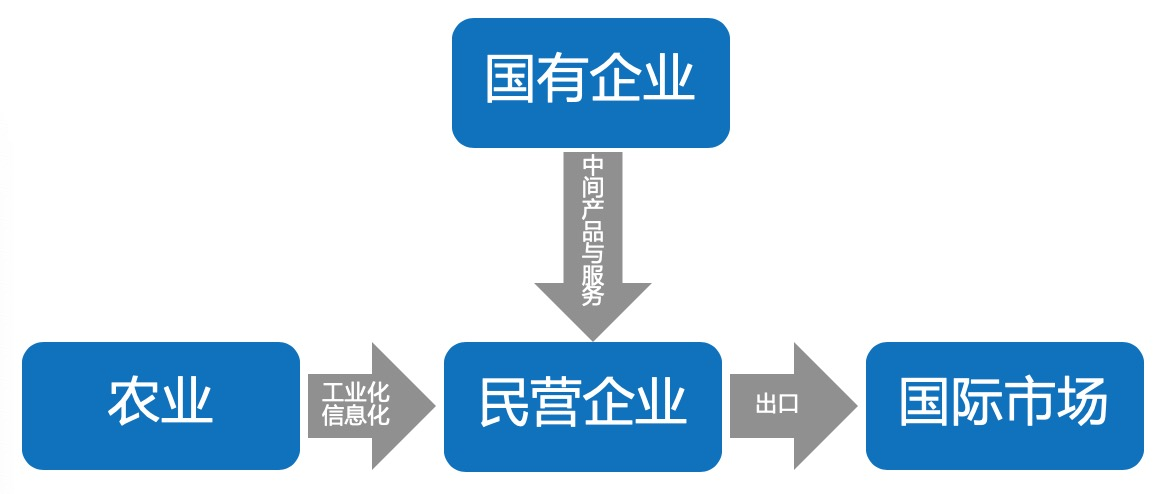 国有企业
中间产品与服务
农业
工业化
信息化
民营企业
出口
国际市场